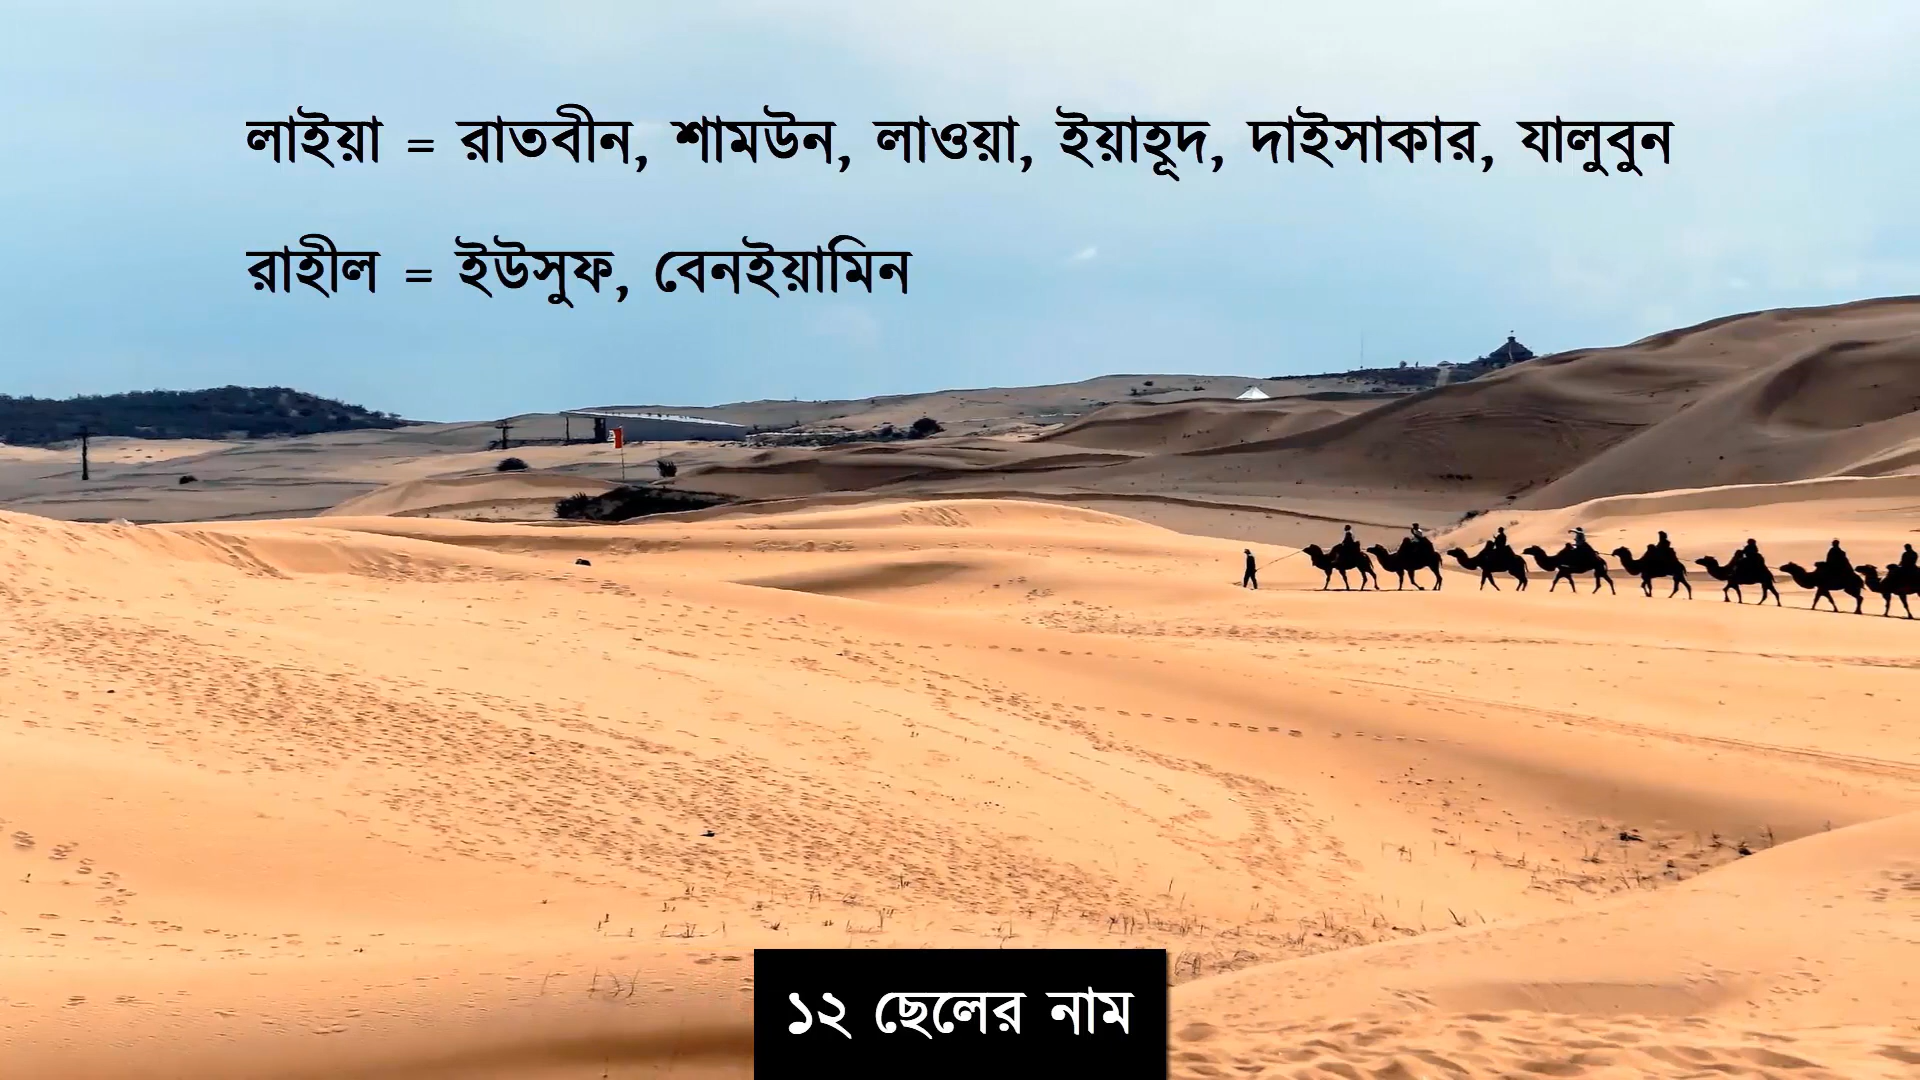 লাইয়া = রাতবীন, শামউন, লাওয়া, ইয়াহূদ, দাইসাকার, যালুবুন
রাহীল = ইউসুফ, বেনইয়ামিন
১২ ছেলের নাম